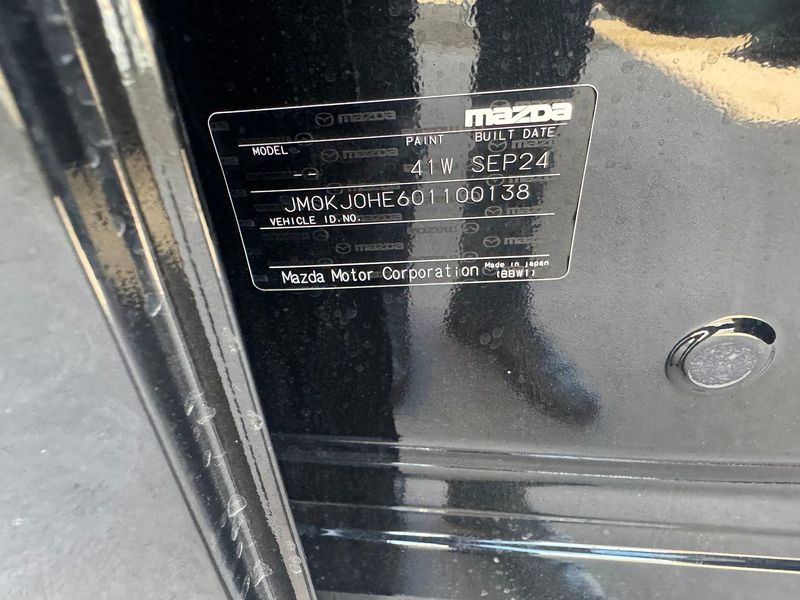 mazda
MODEL PAINT BUILT DATE
- 41W SEP24
JM0KJ0HE601100138
VEHICLE ID.NO.
Mazda Motor Corporation Made in Japan
(BBW1)